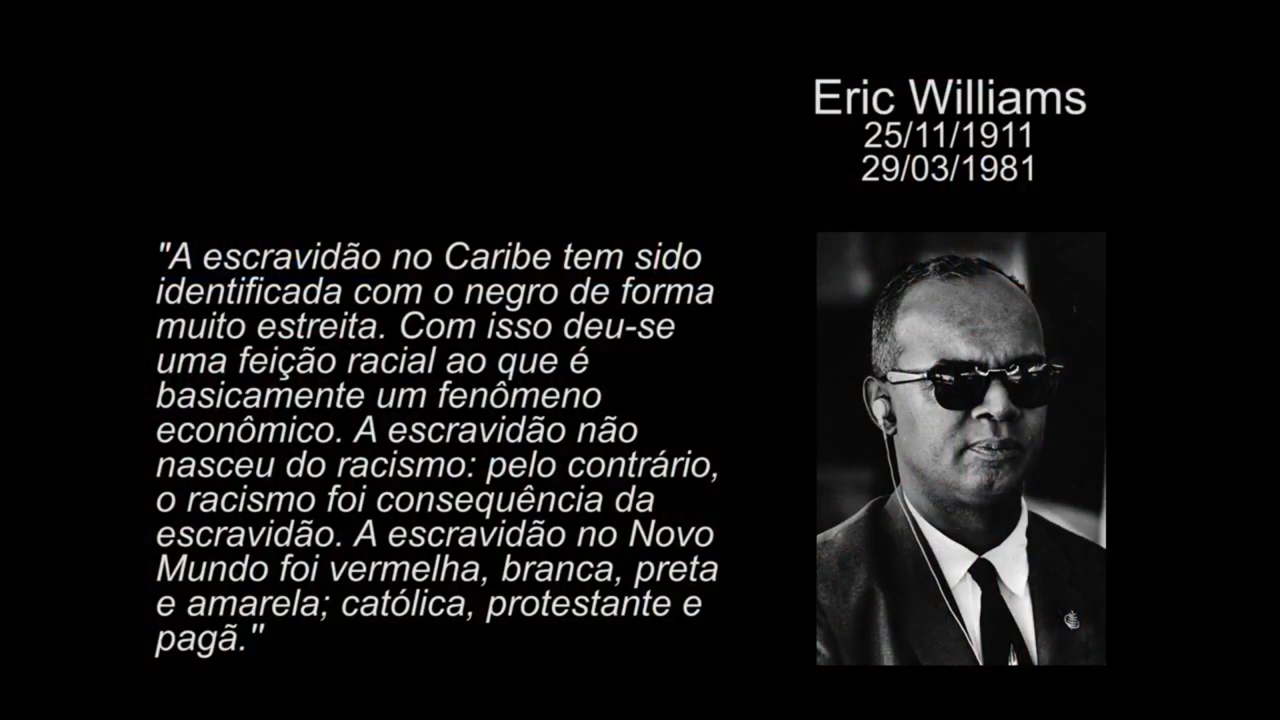 Eric Williams
25/11/1911
29/03/1981
"A escravidão no Caribe tem sido
identificada com o negro de forma
muito estreita. Com isso deu-se
uma feição racial ao que é
basicamente um fenômeno
econômico. A escravidão não
nasceu do racismo: pelo contrário,
o racismo foi consequência da
escravidão. A escravidão no Novo
Mundo foi vermelha, branca, preta
e amarela; católica, protestante e
pagã."